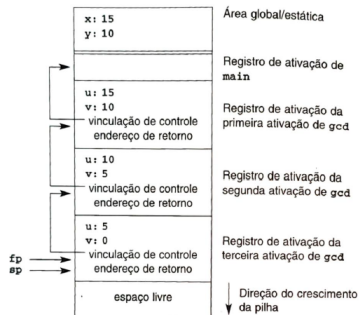 x: 15
y: 10
Área global/estática
Registro de ativação de
main
u: 15
v: 10
vinculação de controle
endereço de retorno
Registro de ativação da
primeira ativação de gcd
u: 10
v: 5
vinculação de controle
endereço de retorno
Registro de ativação da
segunda ativação de gcd
u: 5
v: 0
vinculação de controle
endereço de retorno
Registro de ativação da
terceira ativação de gcd
fp
sp
espaço livre
Direção do crescimento
da pilha